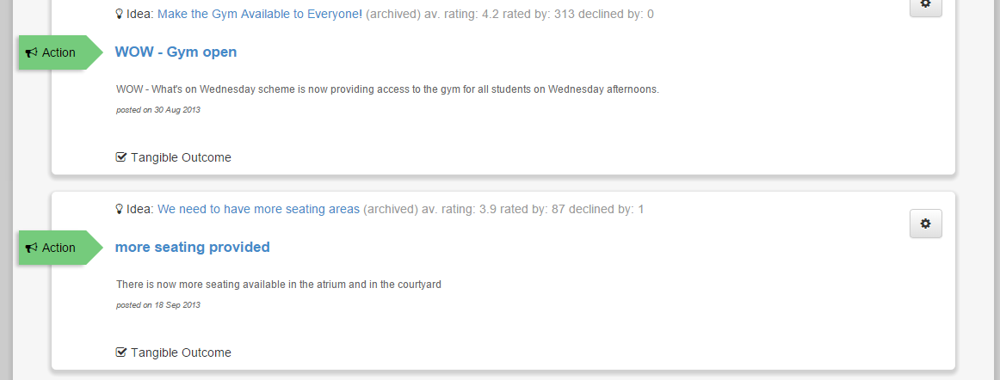 Idea: Make the Gym Available to Everyone! (archived) av. rating: 4.2 rated by: 313 declined by: 0
Action
WOW - Gym open
WOW - What's on Wednesday scheme is now providing access to the gym for all students on Wednesday afternoons.
posted on 30 Aug 2013
Tangible Outcome
Idea: We need to have more seating areas (archived) av. rating: 3.9 rated by: 87 declined by: 1
Action
more seating provided
There is now more seating available in the atrium and in the courtyard
posted on 18 Sep 2013
Tangible Outcome